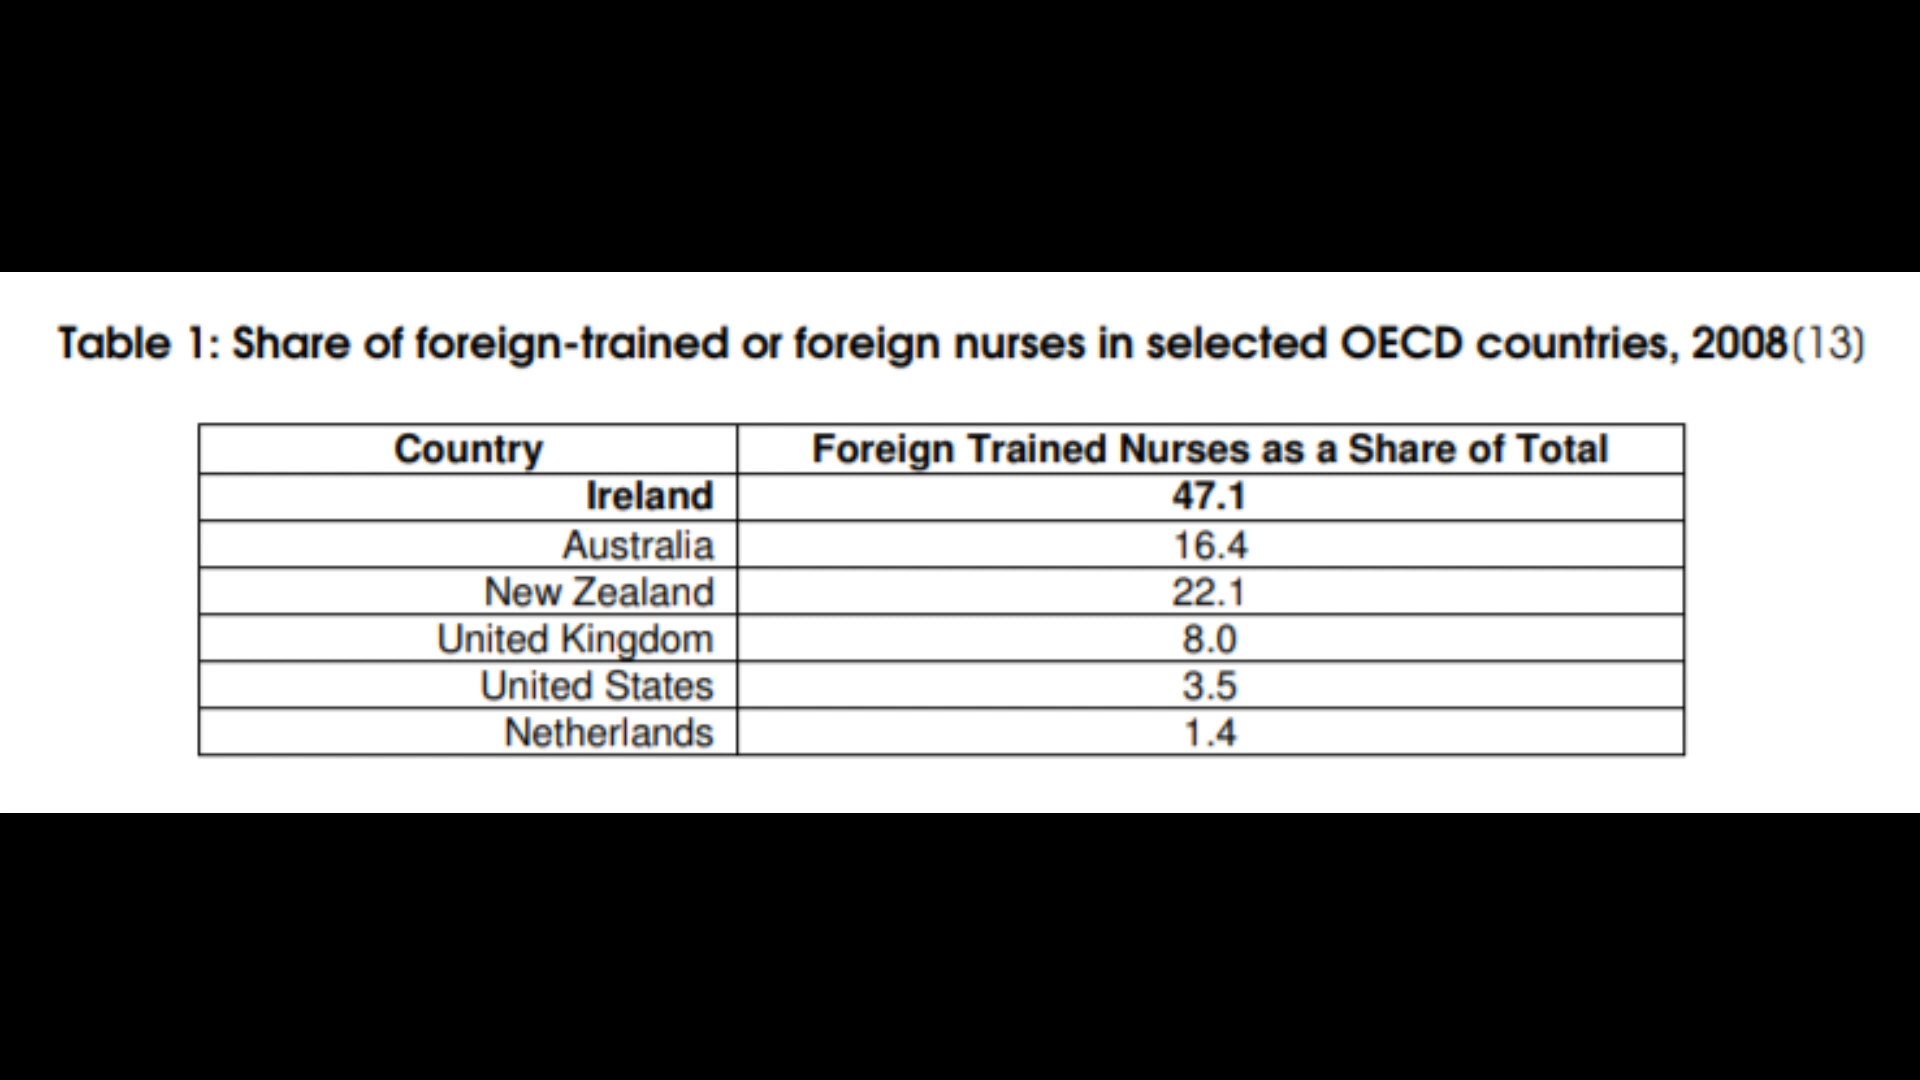 Table 1: Share of foreign-trained or foreign nurses in selected OECD countries, 2008(13)
Country Foreign Trained Nurses as a Share of Total
Ireland 47.1
Australia 16.4
New Zealand 22.1
United Kingdom 8.0
United States 3.5
Netherlands 1.4